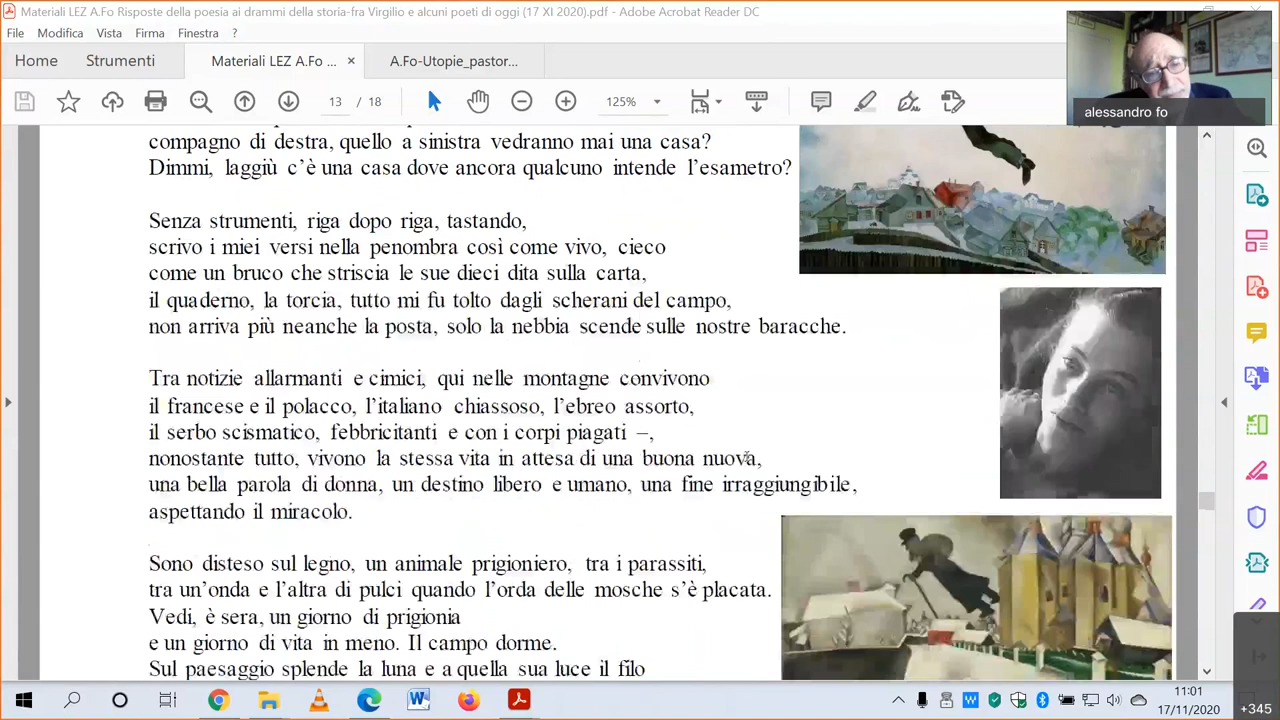 Materiali LEZ A.Fo Risposte della poesia ai drammi della storia-fra Virgilio e alcuni poeti di oggi (17 XI 2020).pdf - Adobe Acrobat Reader DC
File Modifica Vista Firma Finestra ?
Home Strumenti Materiali LEZ A.Fo ... × A.Fo-Utopie_pastor...
13 / 18 125%
alessandro fo
compagno di destra, quello a sinistra vedranno mai una casa?
Dimmi, laggiù c’è una casa dove ancora qualcuno intende l’esametro?
Senza strumenti, riga dopo riga, tastando,
scrivo i miei versi nella penombra così come vivo, cieco
come un bruco che striscia le sue dieci dita sulla carta,
il quaderno, la torcia, tutto mi fu tolto dagli scherani del campo,
non arriva più neanche la posta, solo la nebbia scende sulle nostre baracche.
Tra notizie allarmanti e cimici, qui nelle montagne convivono
il francese e il polacco, l’italiano chiassoso, l’ebreo assorto,
il serbo scismatico, febbricitanti e con i corpi piagati –,
nonostante tutto, vivono la stessa vita in attesa di una buona nuova,
una bella parola di donna, un destino libero e umano, una fine irraggiungibile,
aspettando il miracolo.
Sono disteso sul legno, un animale prigioniero, tra i parassiti,
tra un’onda e l’altra di pulci quando l’orda delle mosche s’è placata.
Vedi, è sera, un giorno di prigionia
e un giorno di vita in meno. Il campo dorme.
Sul paesaggio splende la luna e a quella sua luce il filo
11:01
17/11/2020
+345